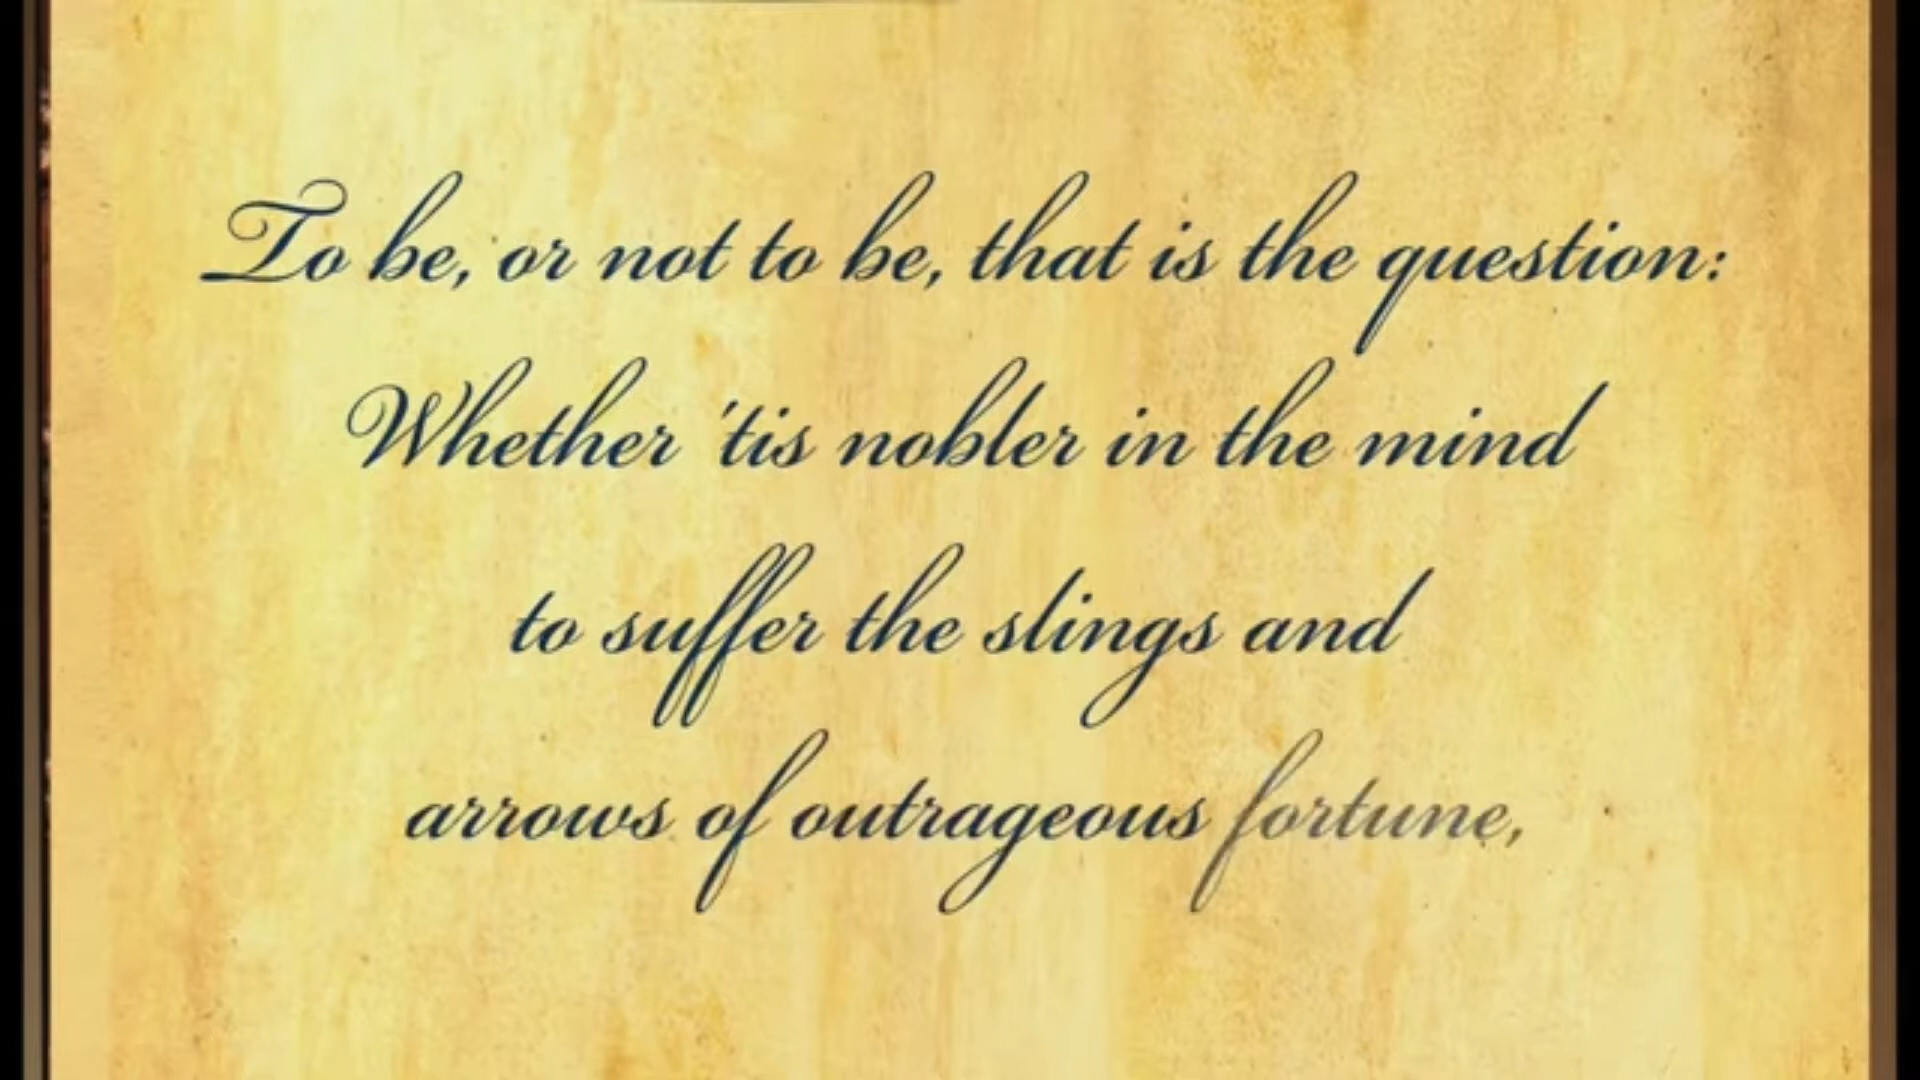 To be, or not to be, that is the question:
Whether 'tis nobler in the mind
to suffer the slings and
arrows of outrageous fortune,